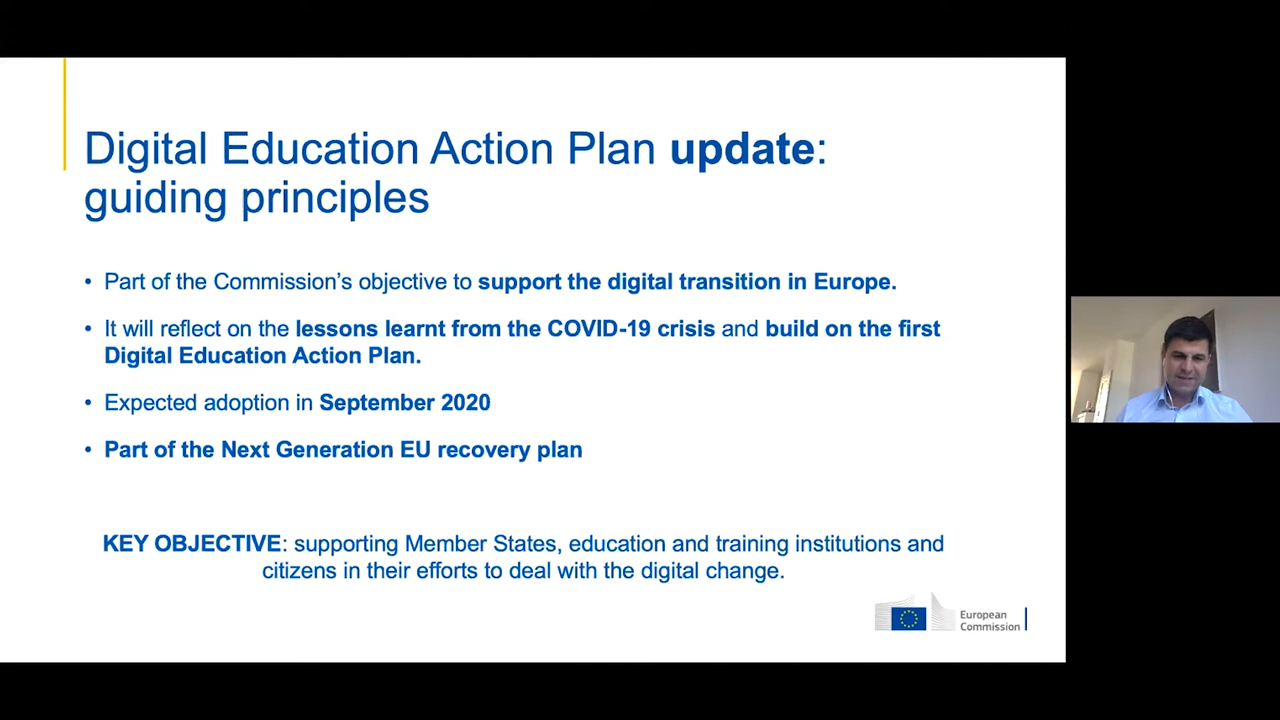 Digital Education Action Plan update:
guiding principles
• Part of the Commission’s objective to support the digital transition in Europe.
• It will reflect on the lessons learnt from the COVID-19 crisis and build on the first
Digital Education Action Plan.
• Expected adoption in September 2020
• Part of the Next Generation EU recovery plan
KEY OBJECTIVE: supporting Member States, education and training institutions and
citizens in their efforts to deal with the digital change.
European
Commission